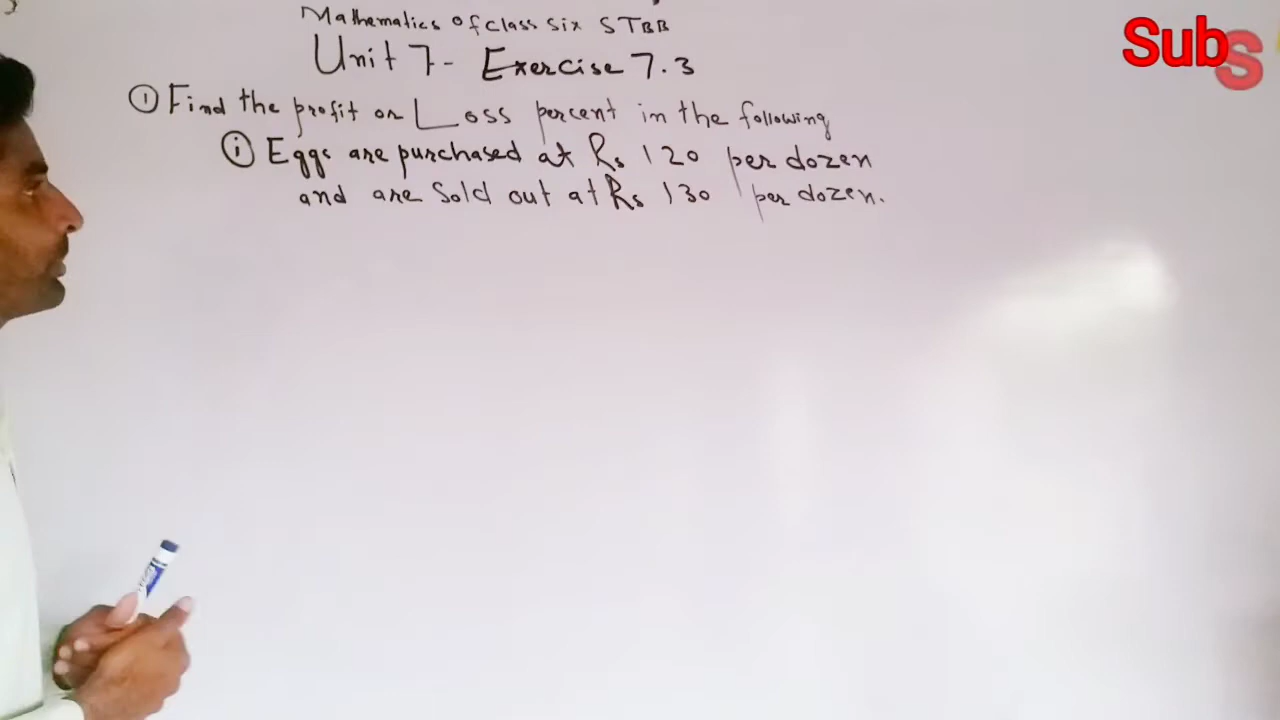 Mathematics of class six STBB
Unit 7- Exercise 7.3
① Find the profit or Loss percent in the following
ⓘ Eggs are purchased at Rs 120 per dozen
and are sold out at Rs 130 per dozen.
Sub
S